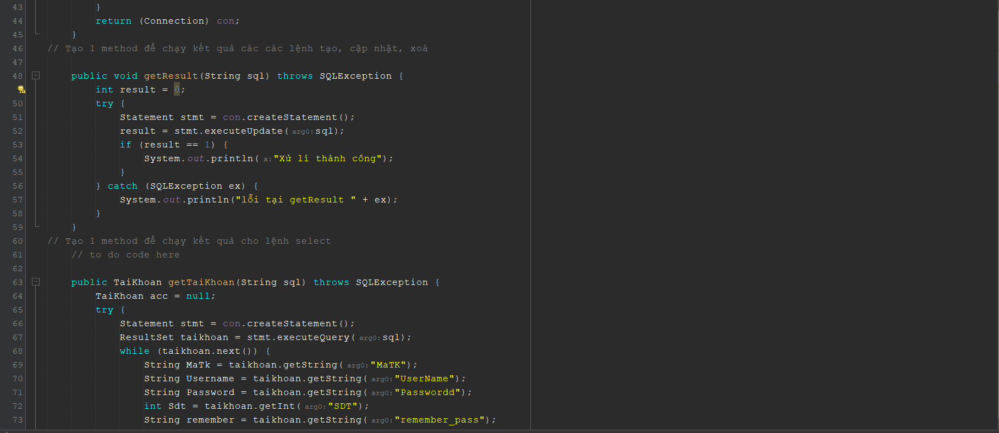 43 }
44 return (Connection) con;
45 }
46 // Tạo 1 method để chạy kết quả các các lệnh tạo, cập nhật, xoá
47
48 public void getResult(String sql) throws SQLException {
int result = 0;
50 try {
51 Statement stmt = con.createStatement();
52 result = stmt.executeUpdate( arg0: sql);
53 if (result == 1) {
54 System.out.println( x: "Xử lí thành công");
55 }
56 } catch (SQLException ex) {
57 System.out.println("lỗi tại getResult " + ex);
58 }
59 }
60 // Tạo 1 method để chạy kết quả cho lệnh select
61 // to do code here
62
63 public TaiKhoan getTaiKhoan(String sql) throws SQLException {
64 TaiKhoan acc = null;
65 try {
66 Statement stmt = con.createStatement();
67 ResultSet taikhoan = stmt.executeQuery( arg0: sql);
68 while (taikhoan.next()) {
69 String MaTk = taikhoan.getString( arg0: "MaTK");
70 String Username = taikhoan.getString( arg0: "UserName");
71 String Password = taikhoan.getString( arg0: "Passwordd");
72 int Sdt = taikhoan.getInt( arg0: "SDT");
73 String remember = taikhoan.getString( arg0: "remember_pass");